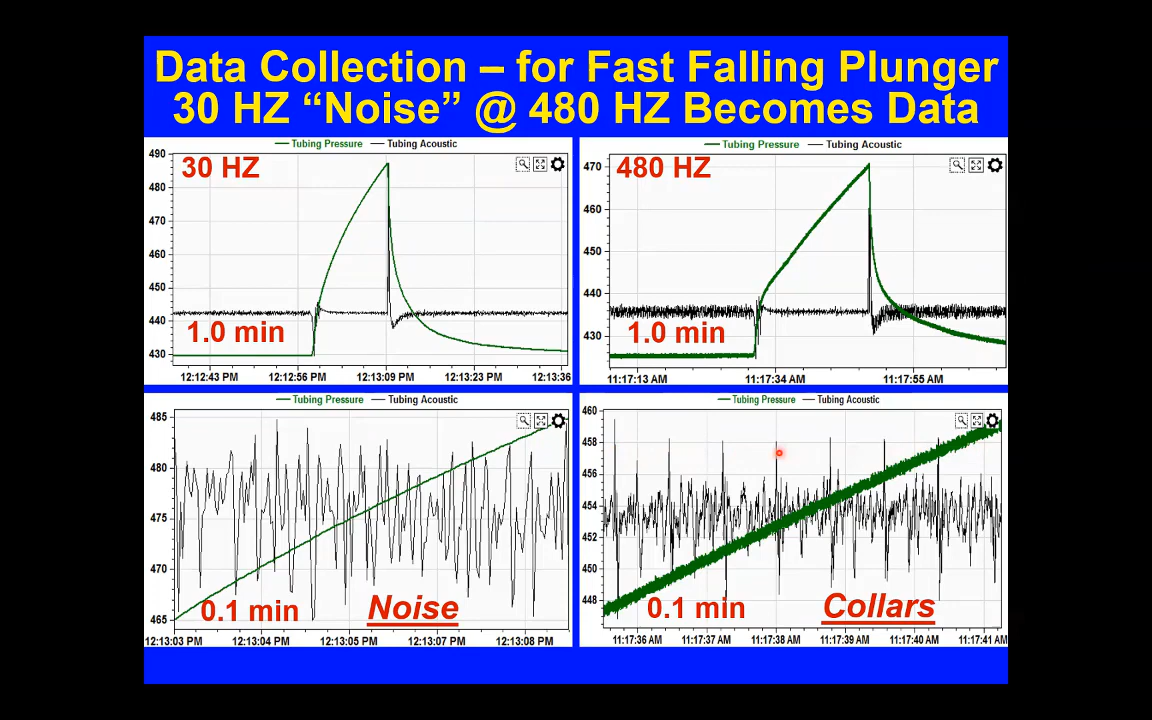 Data Collection – for Fast Falling Plunger
30 HZ “Noise” @ 480 HZ Becomes Data
Tubing Pressure Tubing Acoustic
30 HZ
490
480
470
460
450
440
430
1.0 min
12:12:43 PM 12:12:56 PM 12:13:09 PM 12:13:23 PM 12:13:36
Tubing Pressure Tubing Acoustic
480 HZ
470
460
450
440
430
1.0 min
11:17:13 AM 11:17:34 AM 11:17:55 AM
Tubing Pressure Tubing Acoustic
485
480
475
470
465
0.1 min Noise
12:13:03 PM 12:13:04 PM 12:13:05 PM 12:13:07 PM 12:13:08 PM
Tubing Pressure Tubing Acoustic
460
458
456
454
452
450
448
0.1 min Collars
11:17:36 AM 11:17:37 AM 11:17:38 AM 11:17:39 AM 11:17:40 AM 11:17:41 AM